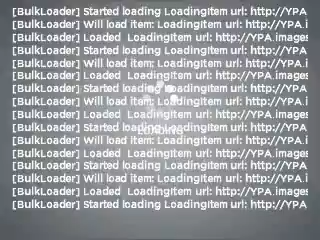 [BulkLoader] Started loading LoadingItem url: http://YPA
[BulkLoader] Will load item: LoadingItem url: http://YPA.i
[BulkLoader] Loaded LoadingItem url: http://YPA.images
[BulkLoader] Started loading LoadingItem url: http://YPA
[BulkLoader] Will load item: LoadingItem url: http://YPA.i
[BulkLoader] Loaded LoadingItem url: http://YPA.images
[BulkLoader] Started loading LoadingItem url: http://YPA
[BulkLoader] Will load item: LoadingItem url: http://YPA.i
[BulkLoader] Loaded LoadingItem url: http://YPA.images
[BulkLoader] Started loading LoadingItem url: http://YPA
LOADING
[BulkLoader] Will load item: LoadingItem url: http://YPA.i
[BulkLoader] Loaded LoadingItem url: http://YPA.images
[BulkLoader] Started loading LoadingItem url: http://YPA
[BulkLoader] Will load item: LoadingItem url: http://YPA.i
[BulkLoader] Loaded LoadingItem url: http://YPA.images
[BulkLoader] Started loading LoadingItem url: http://YPA